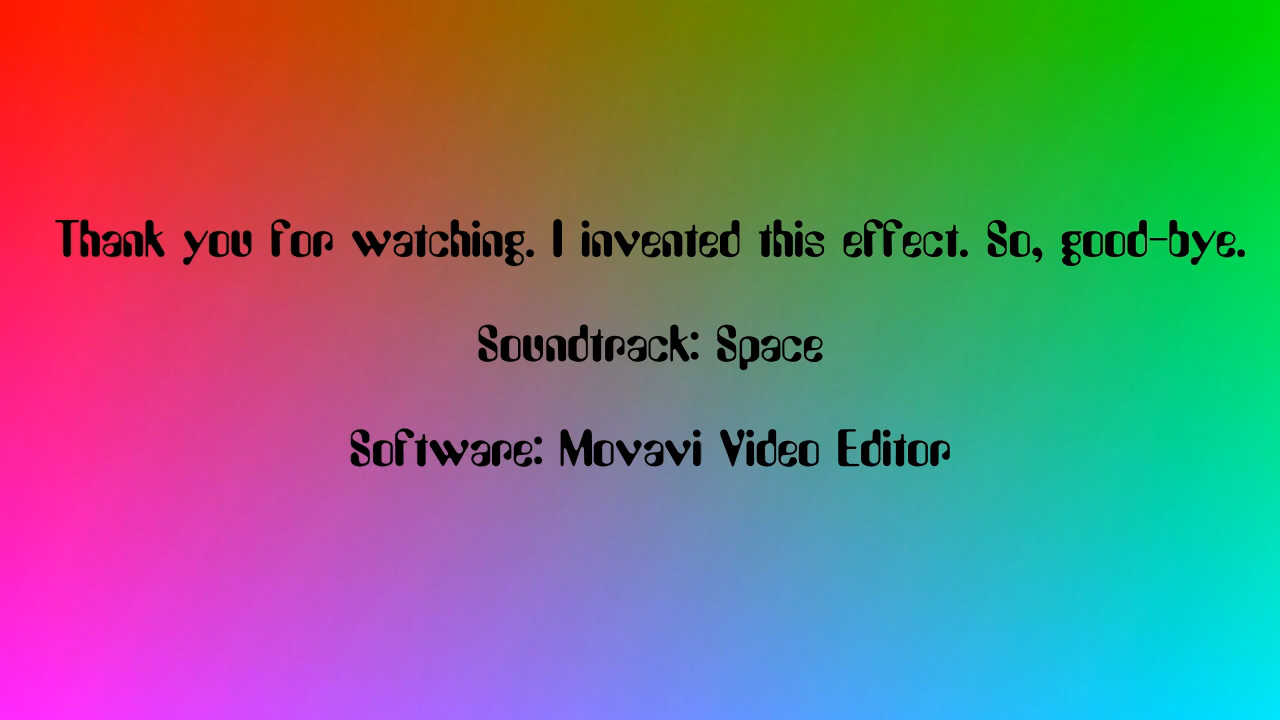 Thank you for watching. I invented this effect. So, good-bye.
Soundtrack: Space
Software: Movavi Video Editor